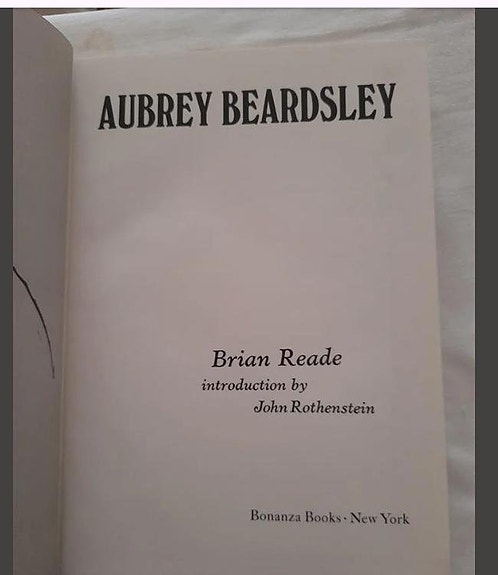 AUBREY BEARDSLEY
Brian Reade
introduction by
John Rothenstein
Bonanza Books · New York